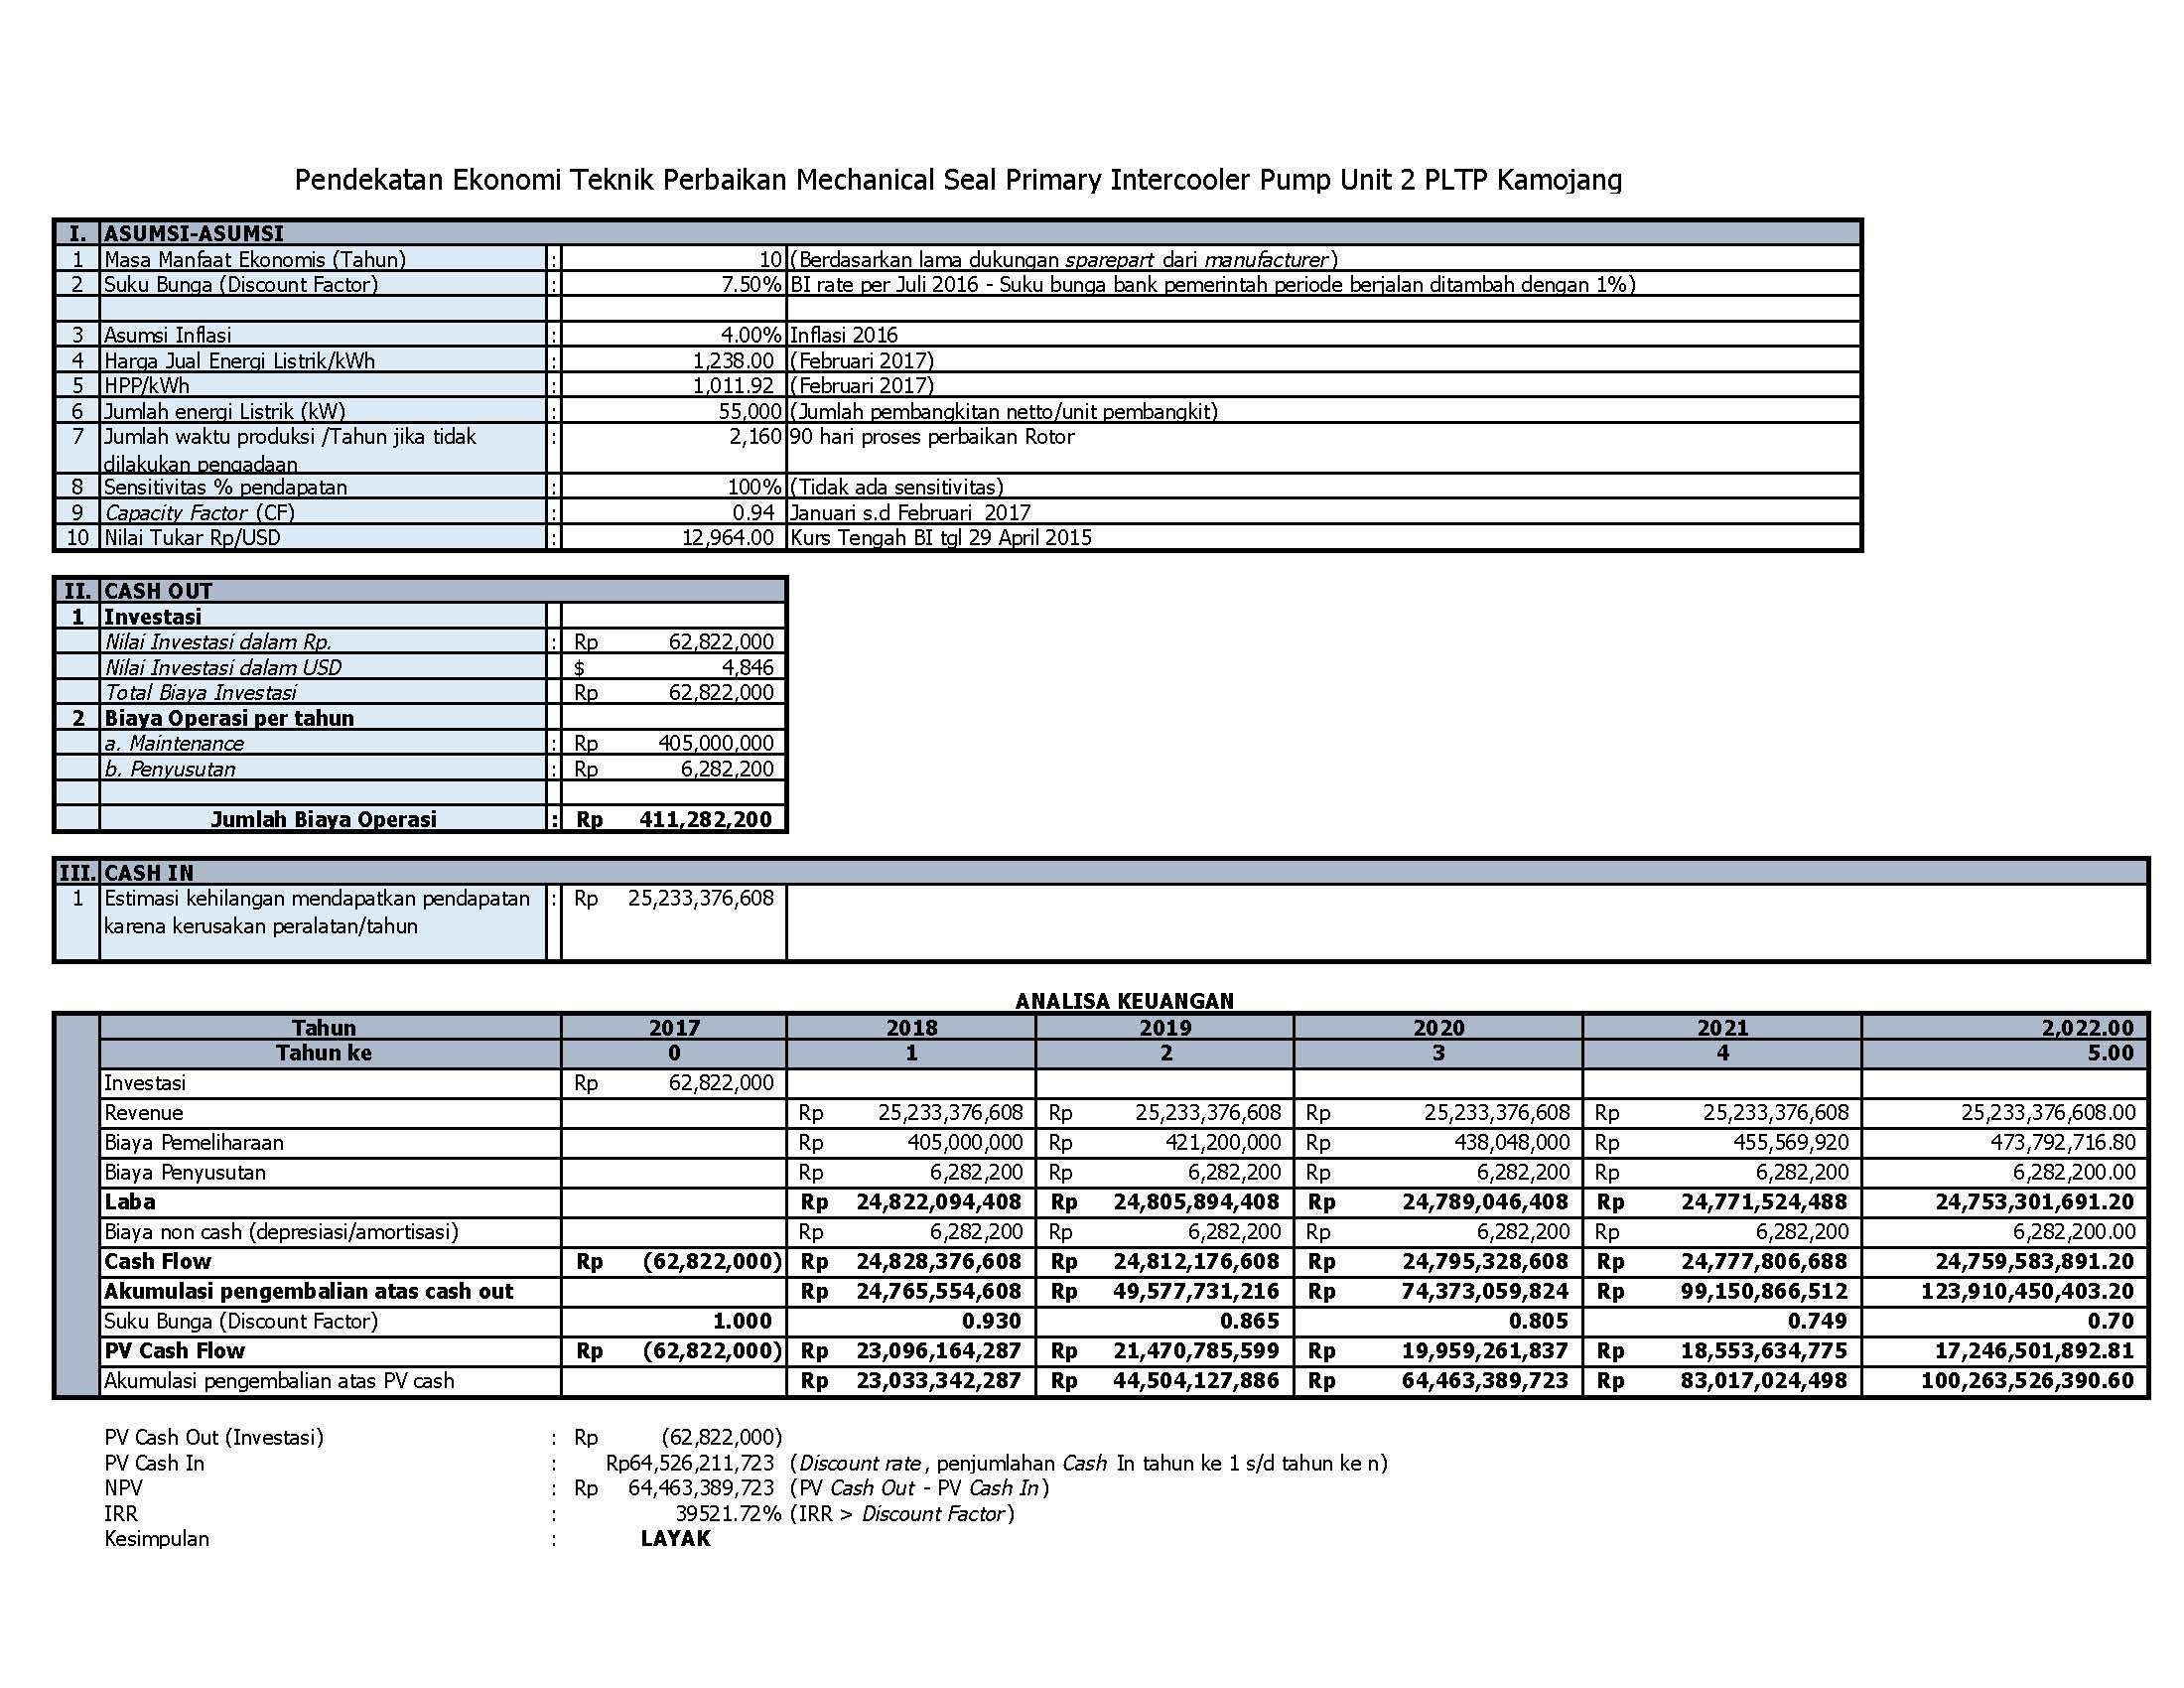 Pendekatan Ekonomi Teknik Perbaikan Mechanical Seal Primary Intercooler Pump Unit 2 PLTP Kamojang
I. ASUMSI-ASUMSI
1 Masa Manfaat Ekonomis (Tahun) : 10 (Berdasarkan lama dukungan sparepart dari manufacturer)
2 Suku Bunga (Discount Factor) : 7.50% BI rate per Juli 2016 - Suku bunga bank pemerintah periode berjalan ditambah dengan 1%)
3 Asumsi Inflasi : 4.00% Inflasi 2016
4 Harga Jual Energi Listrik/kWh : 1,238.00 (Februari 2017)
5 HPP/kWh : 1,011.92 (Februari 2017)
6 Jumlah energi Listrik (kW) : 55,000 (Jumlah pembangkitan netto/unit pembangkit)
7 Jumlah waktu produksi /Tahun jika tidak : 2,160 90 hari proses perbaikan Rotor
dilakukan pengadaan
8 Sensitivitas % pendapatan : 100% (Tidak ada sensitivitas)
9 Capacity Factor (CF) : 0.94 Januari s.d Februari 2017
10 Nilai Tukar Rp/USD : 12,964.00 Kurs Tengah BI tgl 29 April 2015
II. CASH OUT
1 Investasi
Nilai Investasi dalam Rp. : Rp 62,822,000
Nilai Investasi dalam USD $ 4,846
Total Biaya Investasi Rp 62,822,000
2 Biaya Operasi per tahun
a. Maintenance : Rp 405,000,000
b. Penyusutan : Rp 6,282,200
Jumlah Biaya Operasi : Rp 411,282,200
III. CASH IN
1 Estimasi kehilangan mendapatkan pendapatan : Rp 25,233,376,608
karena kerusakan peralatan/tahun
ANALISA KEUANGAN
Tahun 2017 2018 2019 2020 2021 2,022.00
Tahun ke 0 1 2 3 4 5.00
Investasi Rp 62,822,000
Revenue Rp 25,233,376,608 Rp 25,233,376,608 Rp 25,233,376,608 Rp 25,233,376,608 25,233,376,608.00
Biaya Pemeliharaan Rp 405,000,000 Rp 421,200,000 Rp 438,048,000 Rp 455,569,920 473,792,716.80
Biaya Penyusutan Rp 6,282,200 Rp 6,282,200 Rp 6,282,200 Rp 6,282,200 6,282,200.00
Laba Rp 24,822,094,408 Rp 24,805,894,408 Rp 24,789,046,408 Rp 24,771,524,488 24,753,301,691.20
Biaya non cash (depresiasi/amortisasi) Rp 6,282,200 Rp 6,282,200 Rp 6,282,200 Rp 6,282,200 6,282,200.00
Cash Flow Rp (62,822,000) Rp 24,828,376,608 Rp 24,812,176,608 Rp 24,795,328,608 Rp 24,777,806,688 24,759,583,891.20
Akumulasi pengembalian atas cash out Rp 24,765,554,608 Rp 49,577,731,216 Rp 74,373,059,824 Rp 99,150,866,512 123,910,450,403.20
Suku Bunga (Discount Factor) 1.000 0.930 0.865 0.805 0.749 0.70
PV Cash Flow Rp (62,822,000) Rp 23,096,164,287 Rp 21,470,785,599 Rp 19,959,261,837 Rp 18,553,634,775 17,246,501,892.81
Akumulasi pengembalian atas PV cash Rp 23,033,342,287 Rp 44,504,127,886 Rp 64,463,389,723 Rp 83,017,024,498 100,263,526,390.60
PV Cash Out (Investasi) : Rp (62,822,000)
PV Cash In : Rp64,526,211,723 (Discount rate, penjumlahan Cash In tahun ke 1 s/d tahun ke n)
NPV : Rp 64,463,389,723 (PV Cash Out - PV Cash In)
IRR : 39521.72% (IRR > Discount Factor)
Kesimpulan : LAYAK